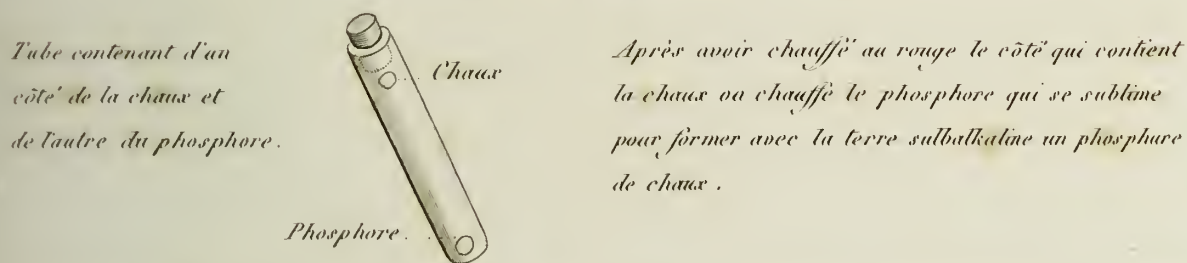 Tube contenant d'un
côté de la chaux et
de l'autre du phosphore.
Chaux
Phosphore.
Après avoir chauffé au rouge le côté qui contient
la chaux on chauffe le phosphore qui se sublime
pour former avec la terre subalkaline un phosphure
de chaux.